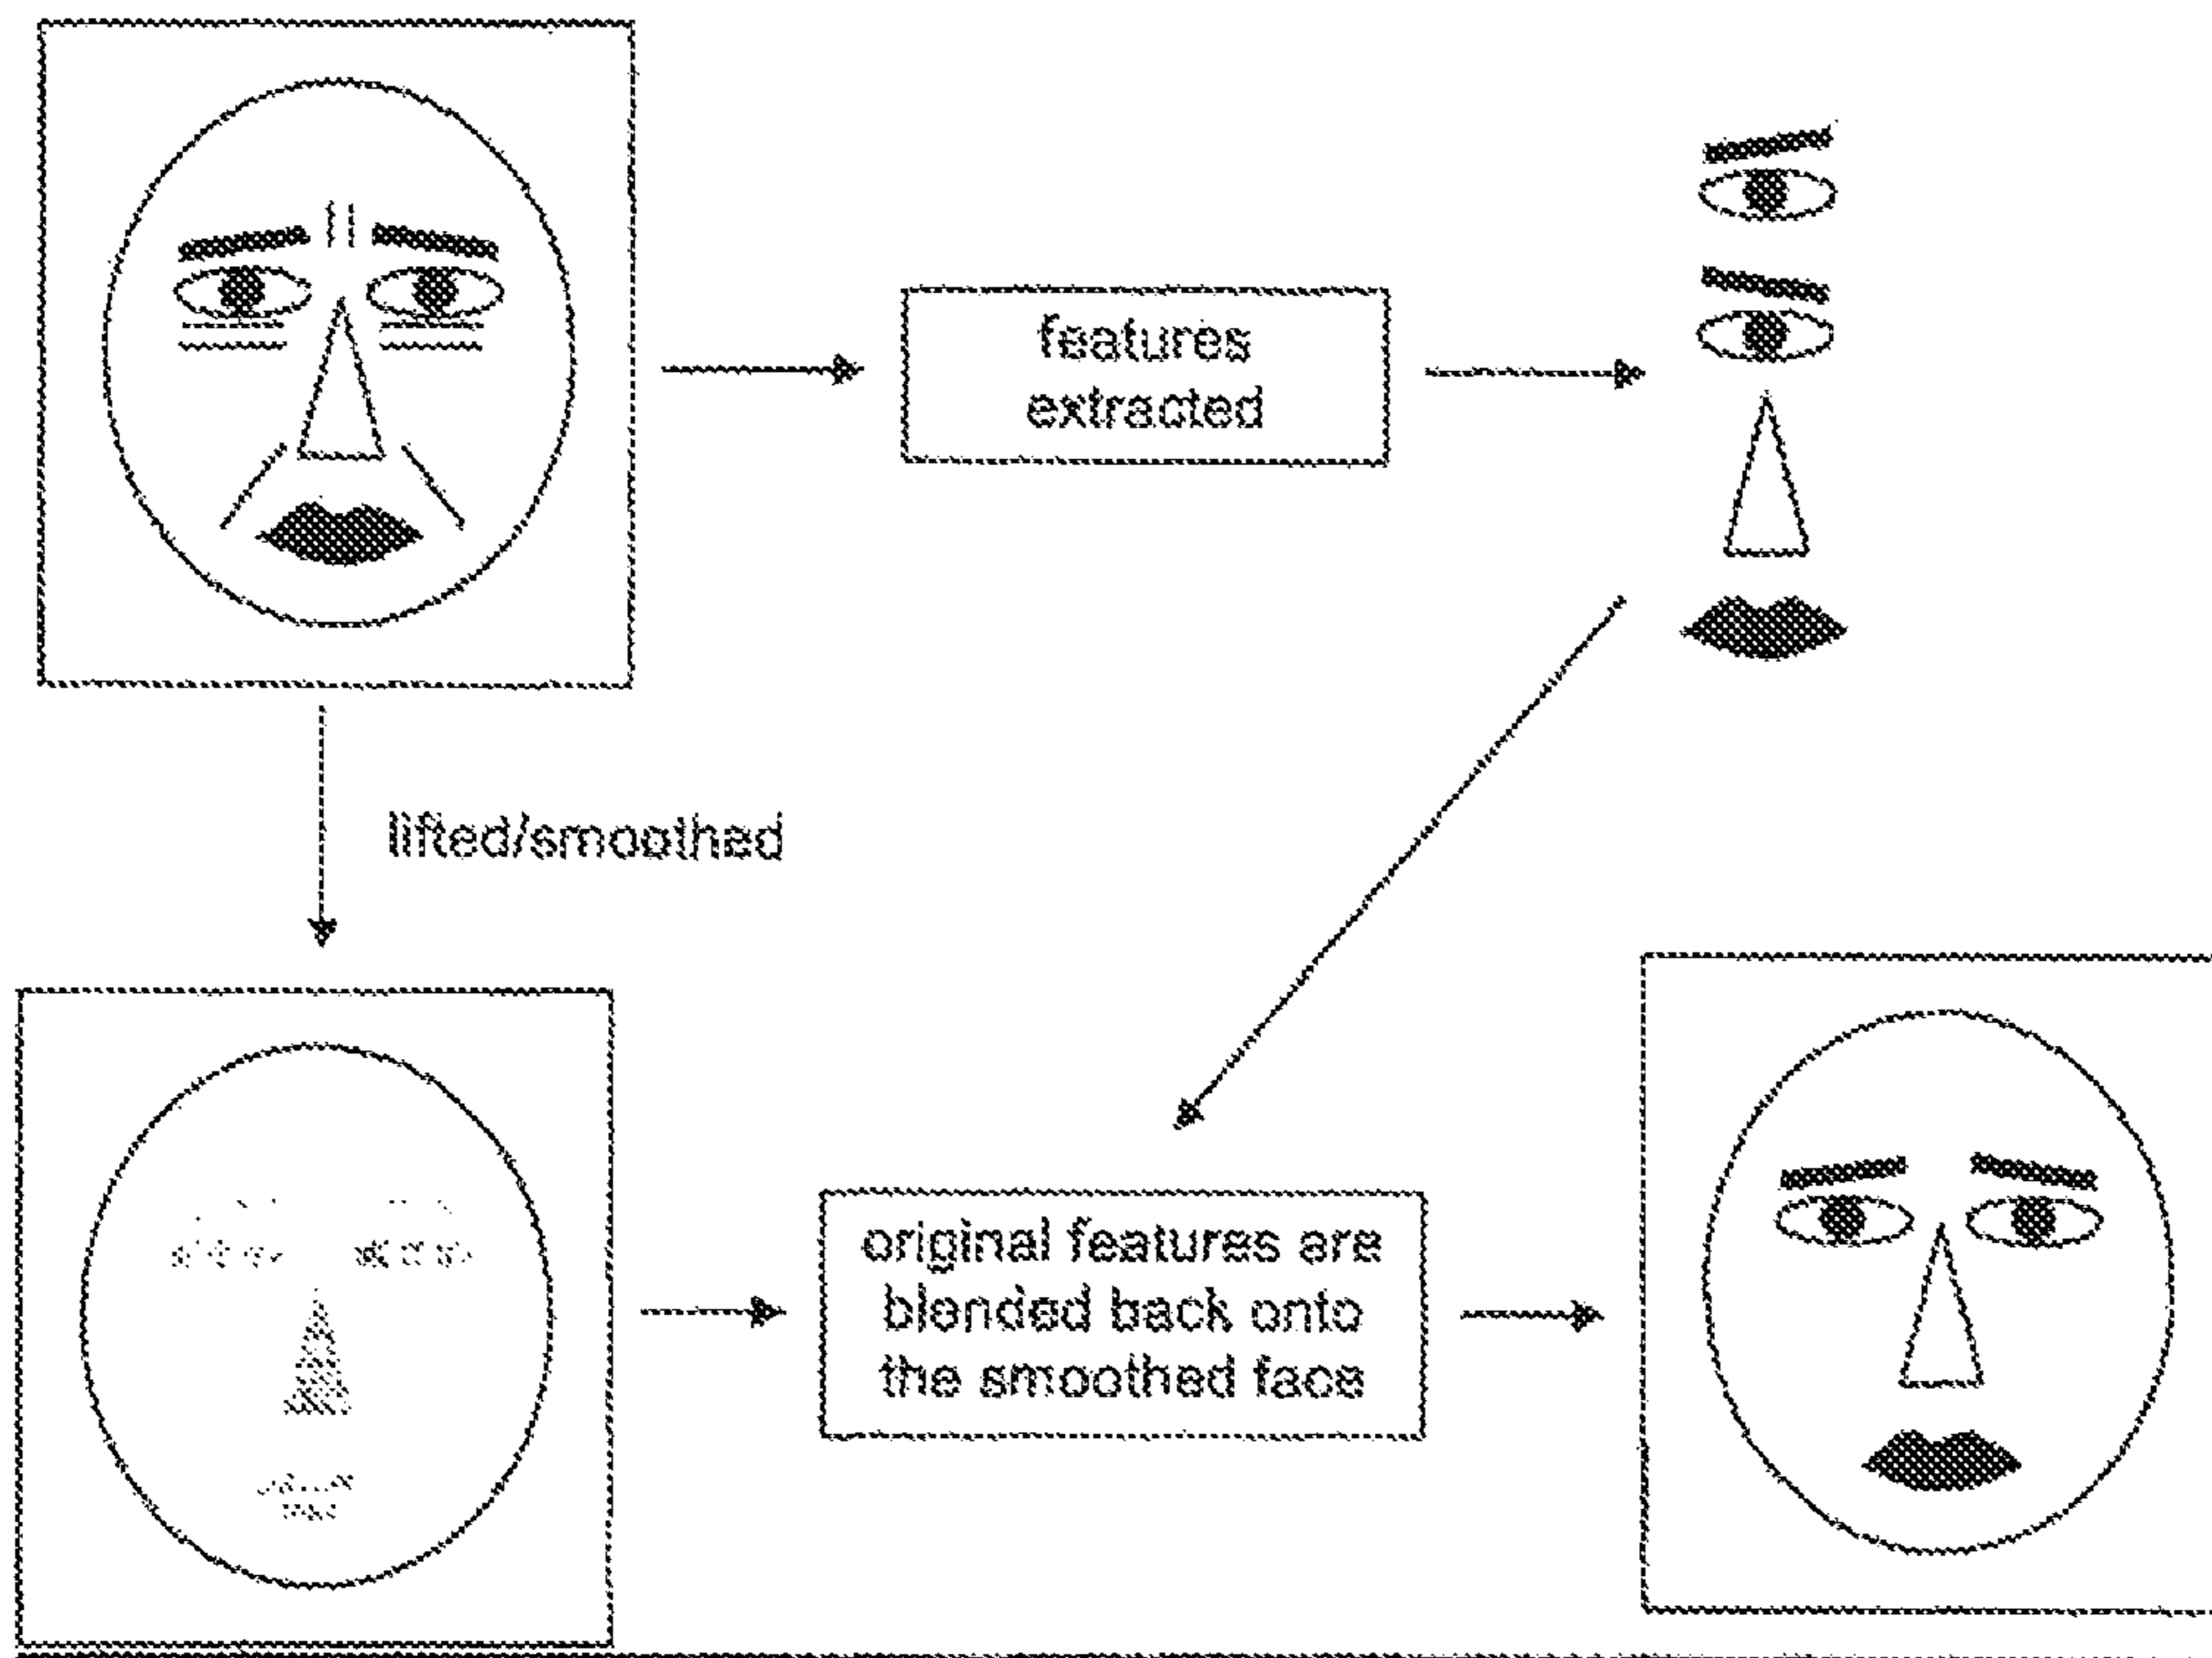 features
extracted
lifted/smoothed
original features are
blended back onto
the smoothed face